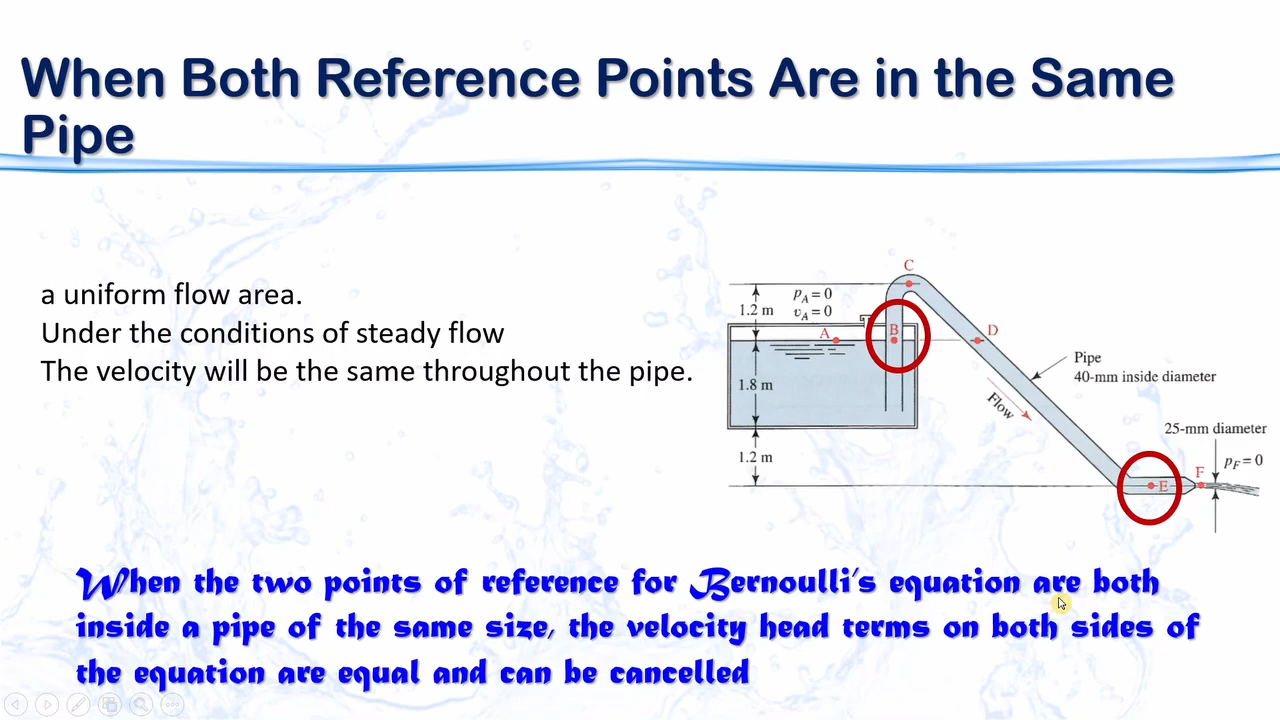 When Both Reference Points Are in the Same
Pipe
a uniform flow area.
Under the conditions of steady flow
The velocity will be the same throughout the pipe.
C
1.2 m
pA = 0
vA = 0
A
B
D
1.8 m
Pipe
40-mm inside diameter
Flow
25-mm diameter
1.2 m
pF = 0
F
E
When the two points of reference for Bernoulli's equation are both
inside a pipe of the same size, the velocity head terms on both sides of
the equation are equal and can be cancelled